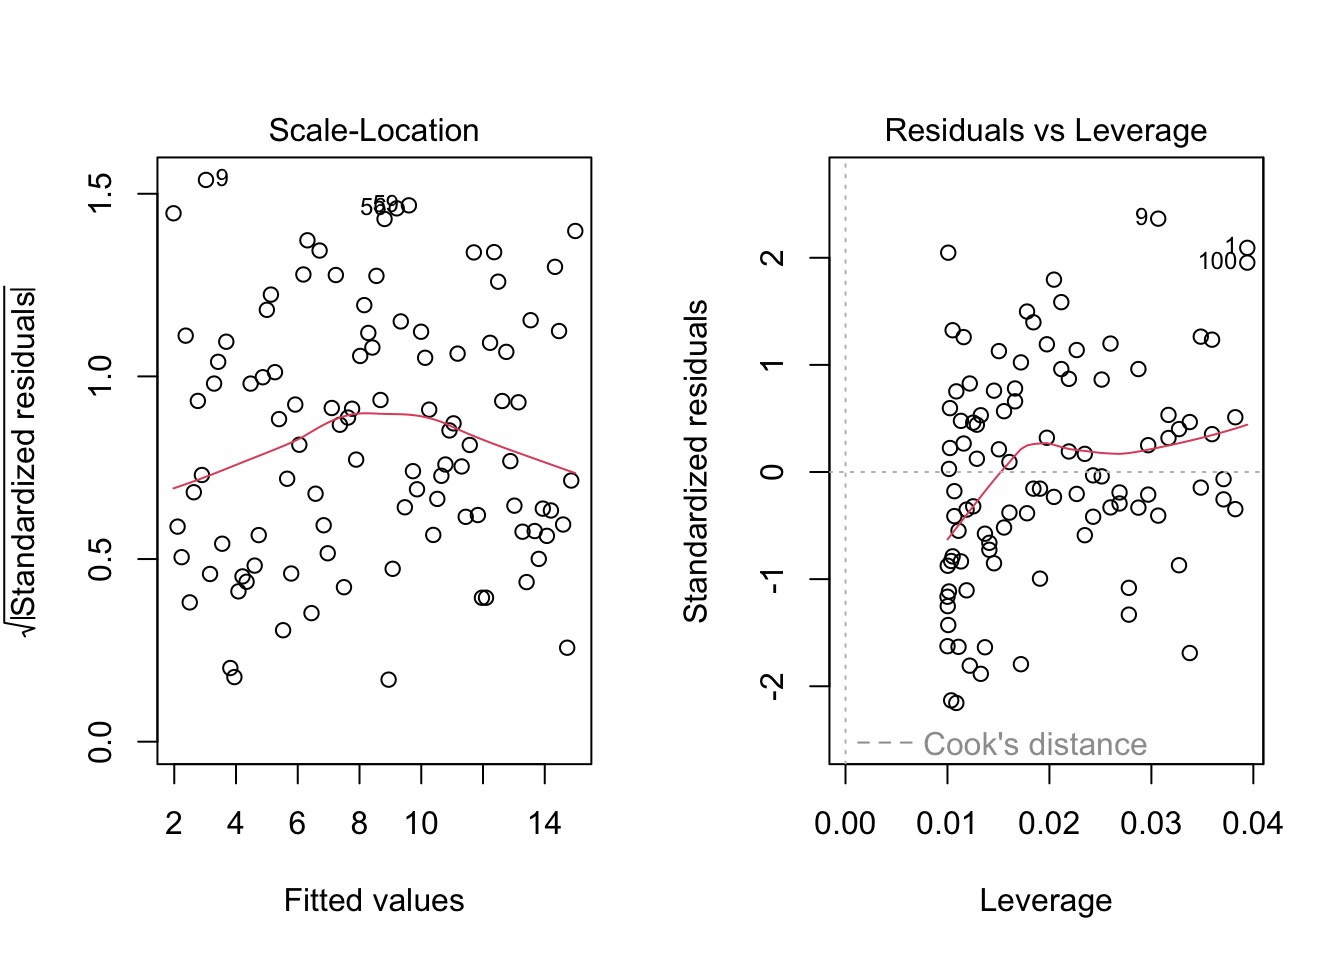 Scale-Location
√|Standardized residuals|
0.0 0.5 1.0 1.5
9
59
2 4 6 8 10 14
Fitted values
Residuals vs Leverage
Standardized residuals
-2 -1 0 1 2
9
1
100
Cook's distance
0.00 0.01 0.02 0.03 0.04
Leverage